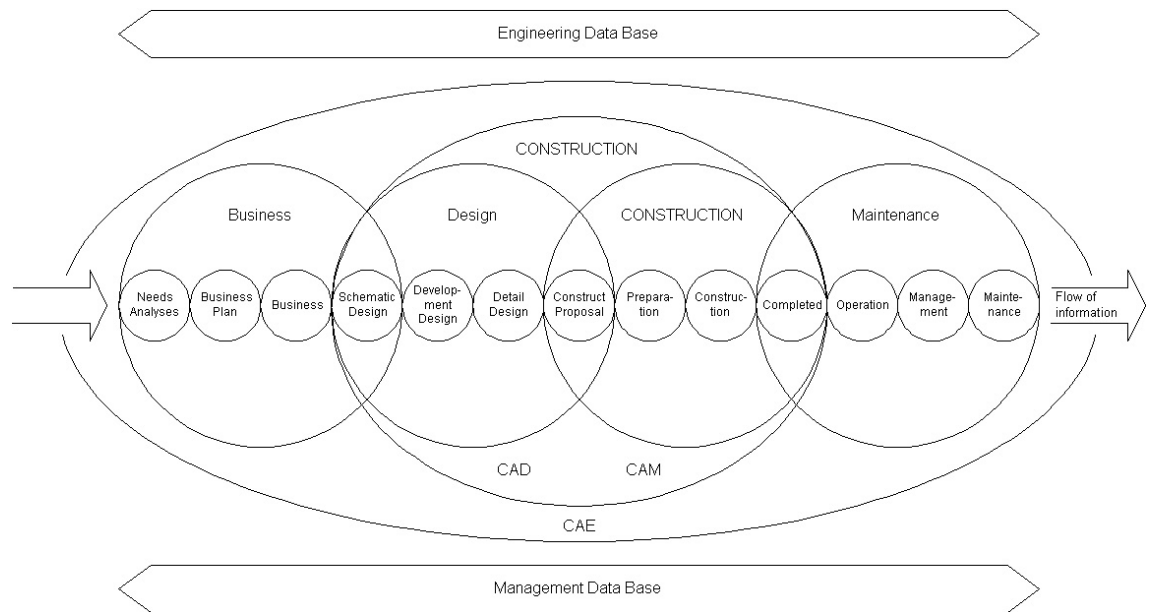 Engineering Data Base
CONSTRUCTION
Business
Design
CONSTRUCTION
Maintenance
Needs
Analyses
Business
Plan
Business
Schematic
Design
Develop-
ment
Design
Detail
Design
Construct
Proposal
Prepara-
tion
Construc-
tion
Completed
Operation
Manage-
ment
Mainte-
nance
Flow of
information
CAD
CAM
CAE
Management Data Base